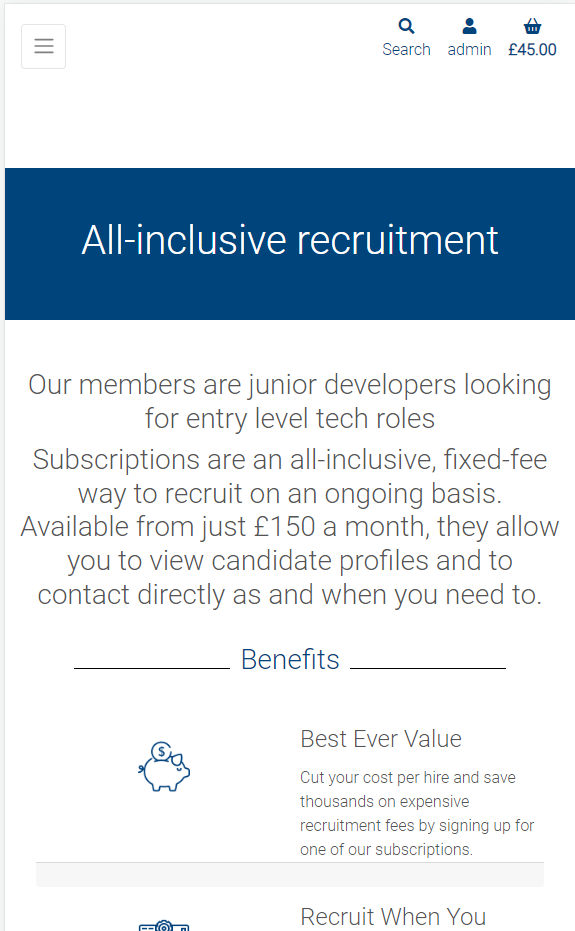 Search admin £45.00
All-inclusive recruitment
Our members are junior developers looking
for entry level tech roles
Subscriptions are an all-inclusive, fixed-fee
way to recruit on an ongoing basis.
Available from just £150 a month, they allow
you to view candidate profiles and to
contact directly as and when you need to.
Benefits
$
Best Ever Value
Cut your cost per hire and save
thousands on expensive
recruitment fees by signing up for
one of our subscriptions.
Recruit When You